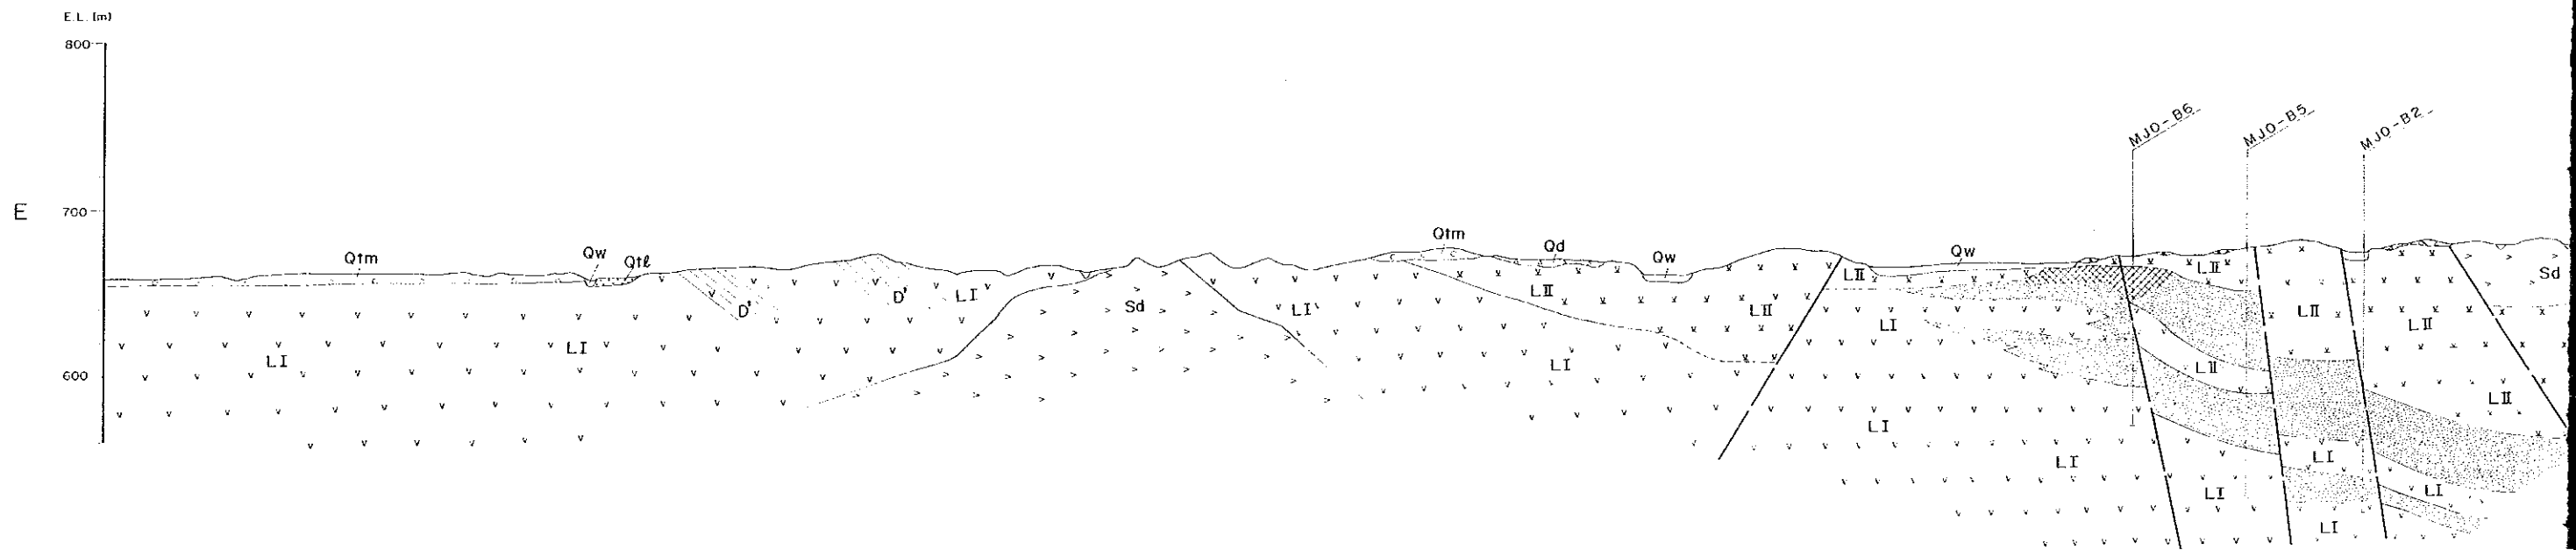 E.L. (m)
800
MJO-B6
MJO-B5
MJO-B2
E
700
Qtm
Qw
Qtl
Qtm
Qd
Qw
Qw
D'
D'
LI
Sd
LI
LII
LII
LII
LI
LII
LII
LII
Sd
LI
LI
600
LI
LI
LII
LII
LI
LI
LI
LI
LI
LI